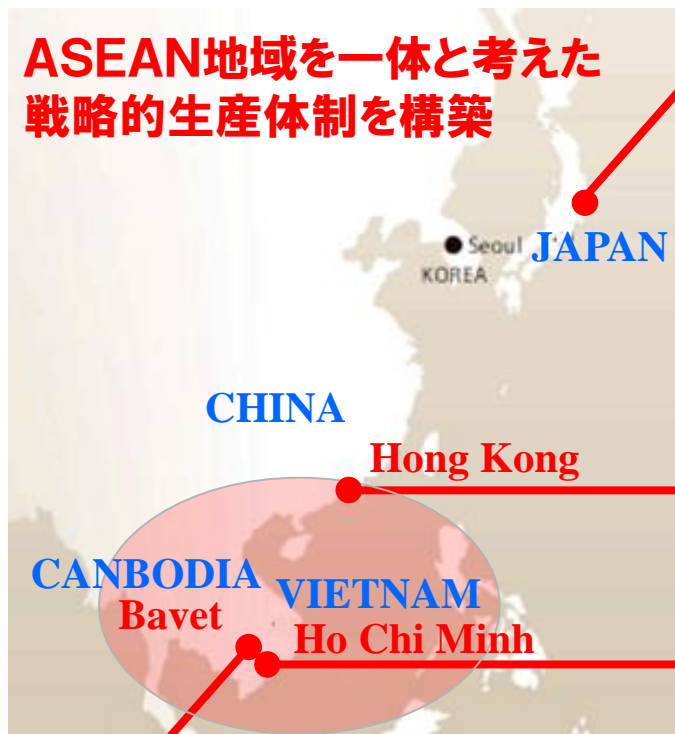 ASEAN地域を一体と考えた
戦略的生産体制を構築
Seoul
JAPAN
KOREA
CHINA
Hong Kong
CANBODIA
VIETNAM
Bavet
Ho Chi Minh